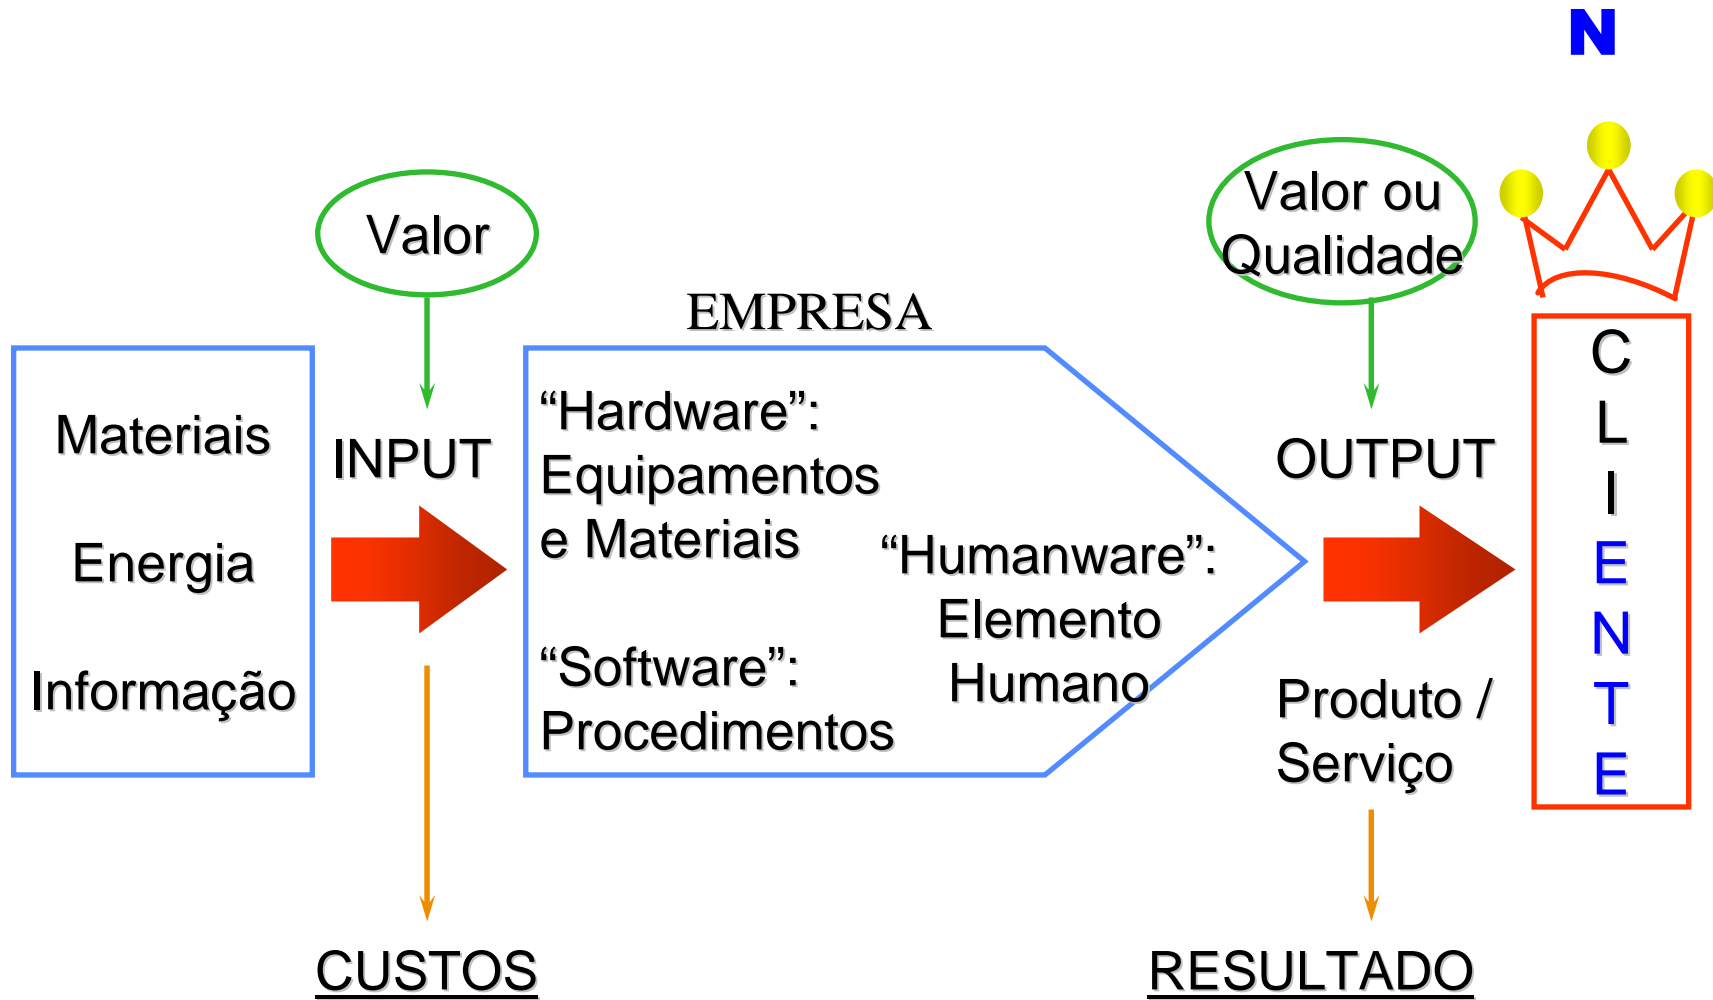 N
Valor
Valor ou
Qualidade
EMPRESA
Materiais
Energia
Informação
INPUT
“Hardware”:
Equipamentos
e Materiais
“Software”:
Procedimentos
“Humanware”:
Elemento
Humano
OUTPUT
Produto /
Serviço
C
L
I
E
N
T
E
CUSTOS
RESULTADO